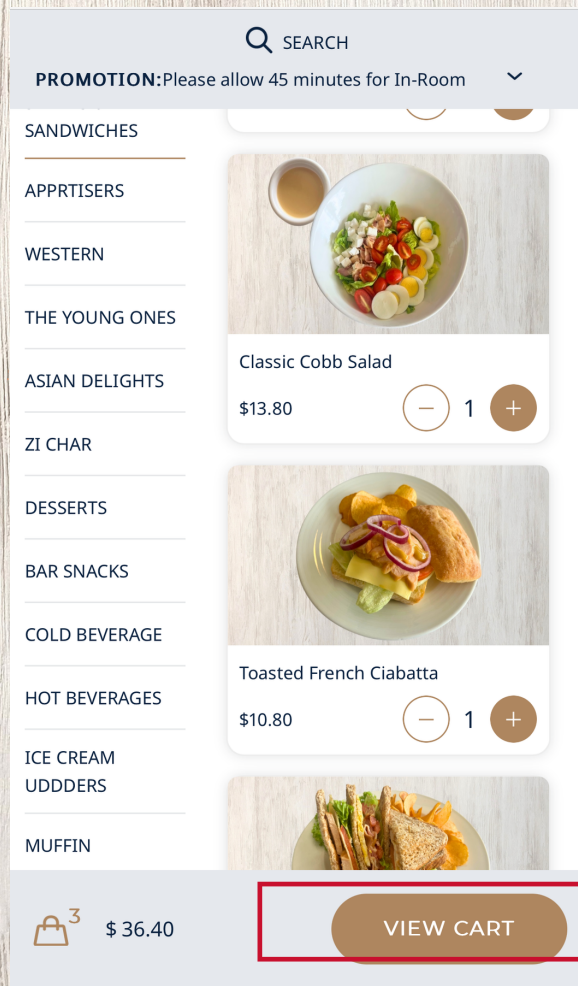 SEARCH
PROMOTION:Please allow 45 minutes for In-Room
SANDWICHES
APPRTISERS
WESTERN
THE YOUNG ONES
ASIAN DELIGHTS
ZI CHAR
DESSERTS
BAR SNACKS
COLD BEVERAGE
HOT BEVERAGES
ICE CREAM
UDDDERS
MUFFIN
Classic Cobb Salad
$13.80
1
Toasted French Ciabatta
$10.80
1
3
$ 36.40
VIEW CART